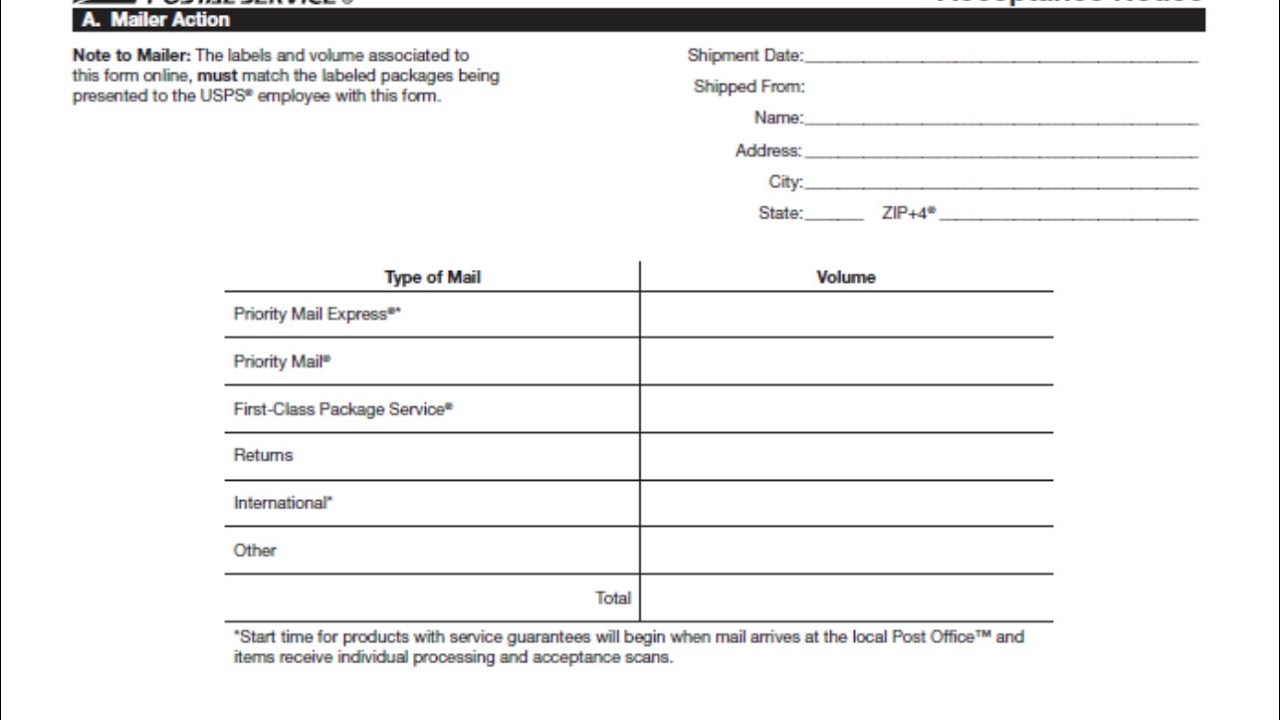 POSTAL SERVICE®
Acceptance Notice
A. Mailer Action
Note to Mailer: The labels and volume associated to
this form online, must match the labeled packages being
presented to the USPS® employee with this form.
Shipment Date:
Shipped From:
Name:
Address:
City:
State: ZIP+4®
Type of Mail Volume
Priority Mail Express®*
Priority Mail®
First-Class Package Service®
Returns
International*
Other
Total
*Start time for products with service guarantees will begin when mail arrives at the local Post Office™ and
items receive individual processing and acceptance scans.